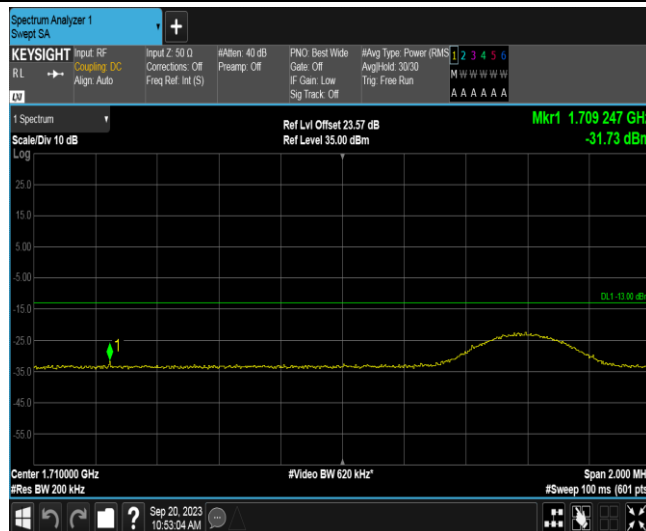 Spectrum Analyzer 1
Swept SA
+
KEYSIGHT
RL
Input: RF
Coupling: DC
Align: Auto
Input Z: 50 Ω
Corrections: Off
Freq Ref: Int (S)
#Atten: 40 dB
Preamp: Off
PNO: Best Wide
Gate: Off
IF Gain: Low
Sig Track: Off
#Avg Type: Power (RMS
Avg|Hold: 30/30
Trig: Free Run
1 2 3 4 5 6
M W W W W W
A A A A A A
LXI
1 Spectrum
Scale/Div 10 dB
Log
Ref Lvl Offset 23.57 dB
Ref Level 35.00 dBm
Mkr1 1.709 247 GHz
-31.73 dBm
25.0
15.0
5.00
-5.00
-15.0
-25.0
-35.0
-45.0
-55.0
DL1 -13.00 dBm
1
Center 1.710000 GHz
#Res BW 200 kHz
#Video BW 620 kHz*
Span 2.000 MH
#Sweep 100 ms (601 pts
?
Sep 20, 2023
10:53:04 AM